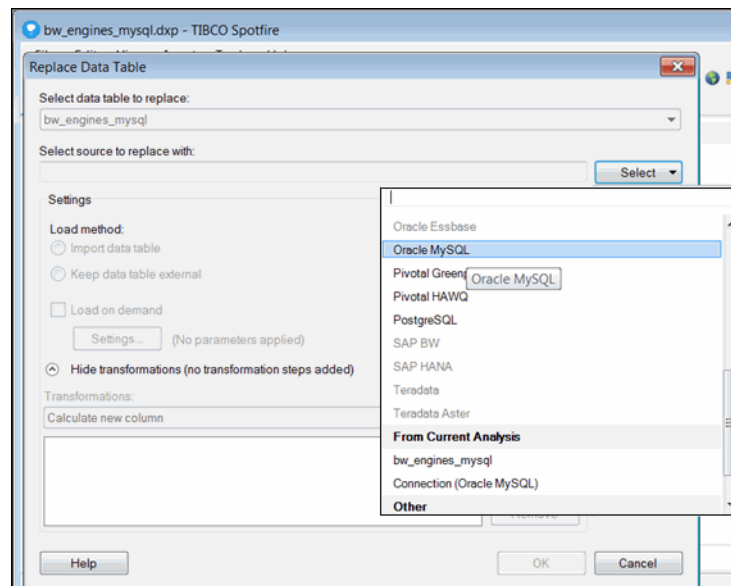 bw_engines_mysql.dxp - TIBCO Spotfire
Replace Data Table
Select data table to replace:
bw_engines_mysql
Select source to replace with:
Select
Settings
Load method:
Import data table
Keep data table external
Load on demand
Settings...
(No parameters applied)
Hide transformations (no transformation steps added)
Transformations:
Calculate new column
Oracle Essbase
Oracle MySQL
Pivotal
Oracle MySQL
Pivotal HAWQ
PostgreSQL
SAP BW
SAP HANA
Teradata
Teradata Aster
From Current Analysis
bw_engines_mysql
Connection (Oracle MySQL)
Other
Help
OK
Cancel